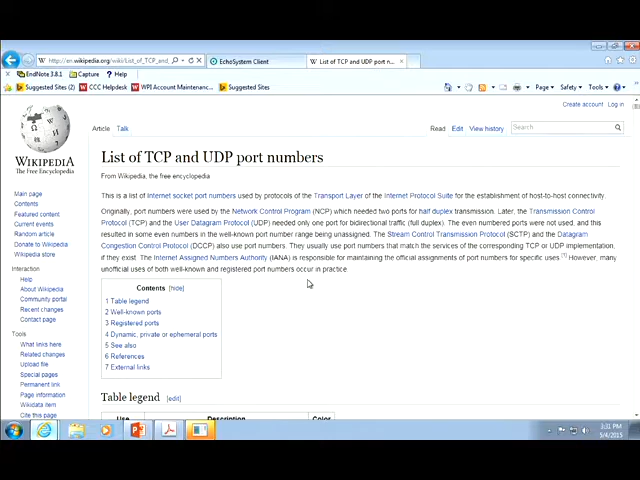 http://en.wikipedia.org/wiki/List_of_TCP_and_
EchoSystem Client
List of TCP and UDP port n...
EndNote 3.8.1 Capture Help
Suggested Sites (2) CCC Helpdesk WPI Account Maintenanc... Suggested Sites
Page Safety Tools
Create account Log in
Article Talk
Read Edit View history Search
WIKIPEDIA
The Free Encyclopedia
Main page
Contents
Featured content
Current events
Random article
Donate to Wikipedia
Wikipedia store
Interaction
Help
About Wikipedia
Community portal
Recent changes
Contact page
Tools
What links here
Related changes
Upload file
Special pages
Permanent link
Page information
Wikidata item
Cite this page
List of TCP and UDP port numbers
From Wikipedia, the free encyclopedia
This is a list of Internet socket port numbers used by protocols of the Transport Layer of the Internet Protocol Suite for the establishment of host-to-host connectivity.
Originally, port numbers were used by the Network Control Program (NCP) which needed two ports for half duplex transmission. Later, the Transmission Control
Protocol (TCP) and the User Datagram Protocol (UDP) needed only one port for bidirectional traffic (full duplex). The even numbered ports were not used, and this
resulted in some even numbers in the well-known port number range being unassigned. The Stream Control Transmission Protocol (SCTP) and the Datagram
Congestion Control Protocol (DCCP) also use port numbers. They usually use port numbers that match the services of the corresponding TCP or UDP implementation,
if they exist. The Internet Assigned Numbers Authority (IANA) is responsible for maintaining the official assignments of port numbers for specific uses.[1] However, many
unofficial uses of both well-known and registered port numbers occur in practice.
Contents [hide]
1 Table legend
2 Well-known ports
3 Registered ports
4 Dynamic, private or ephemeral ports
5 See also
6 References
7 External links
Table legend [edit]
Use Description Color
3:31 PM
5/4/2015